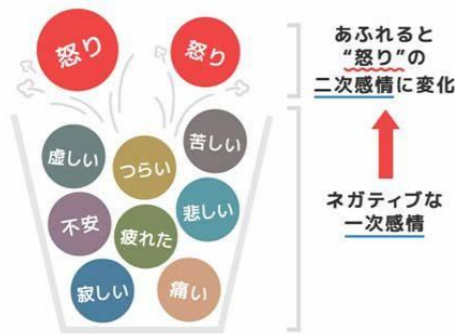 怒り
怒り
あふれると
“怒り”の
二次感情に変化
虚しい
つらい
苦しい
不安
疲れた
悲しい
寂しい
痛い
ネガティブな
一次感情